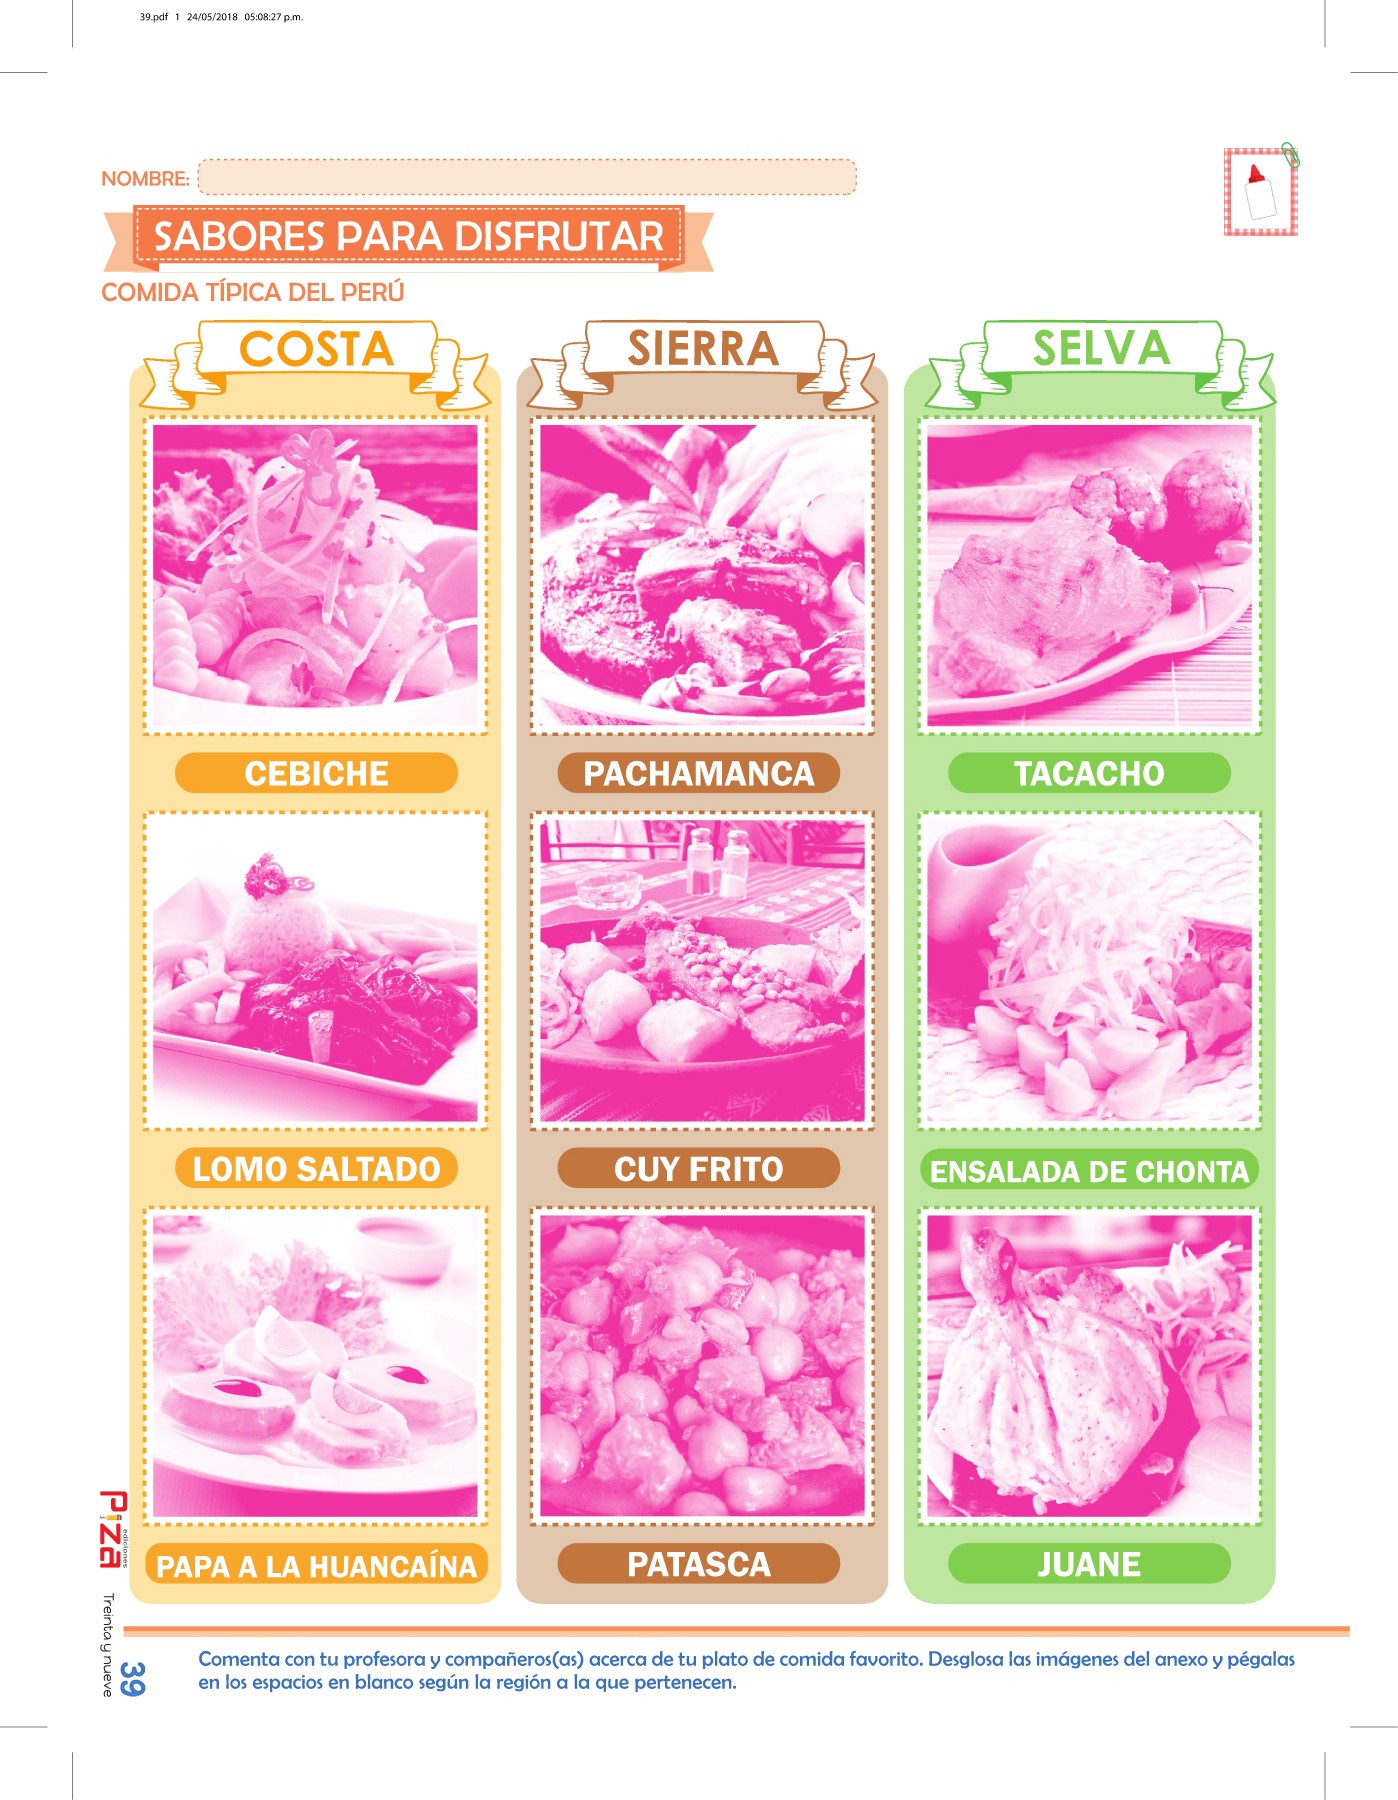 39.pdf 1 24/05/2018 05:08:27 p.m.
NOMBRE:
SABORES PARA DISFRUTAR
COMIDA TÍPICA DEL PERÚ
COSTA
SIERRA
SELVA
CEBICHE
PACHAMANCA
TACACHO
LOMO SALTADO
CUY FRITO
ENSALADA DE CHONTA
PAPA A LA HUANCAÍNA
PATASCA
JUANE
Piza
ediciones
Treinta y nueve
39
Comenta con tu profesora y compañeros(as) acerca de tu plato de comida favorito. Desglosa las imágenes del anexo y pégalas
en los espacios en blanco según la región a la que pertenecen.